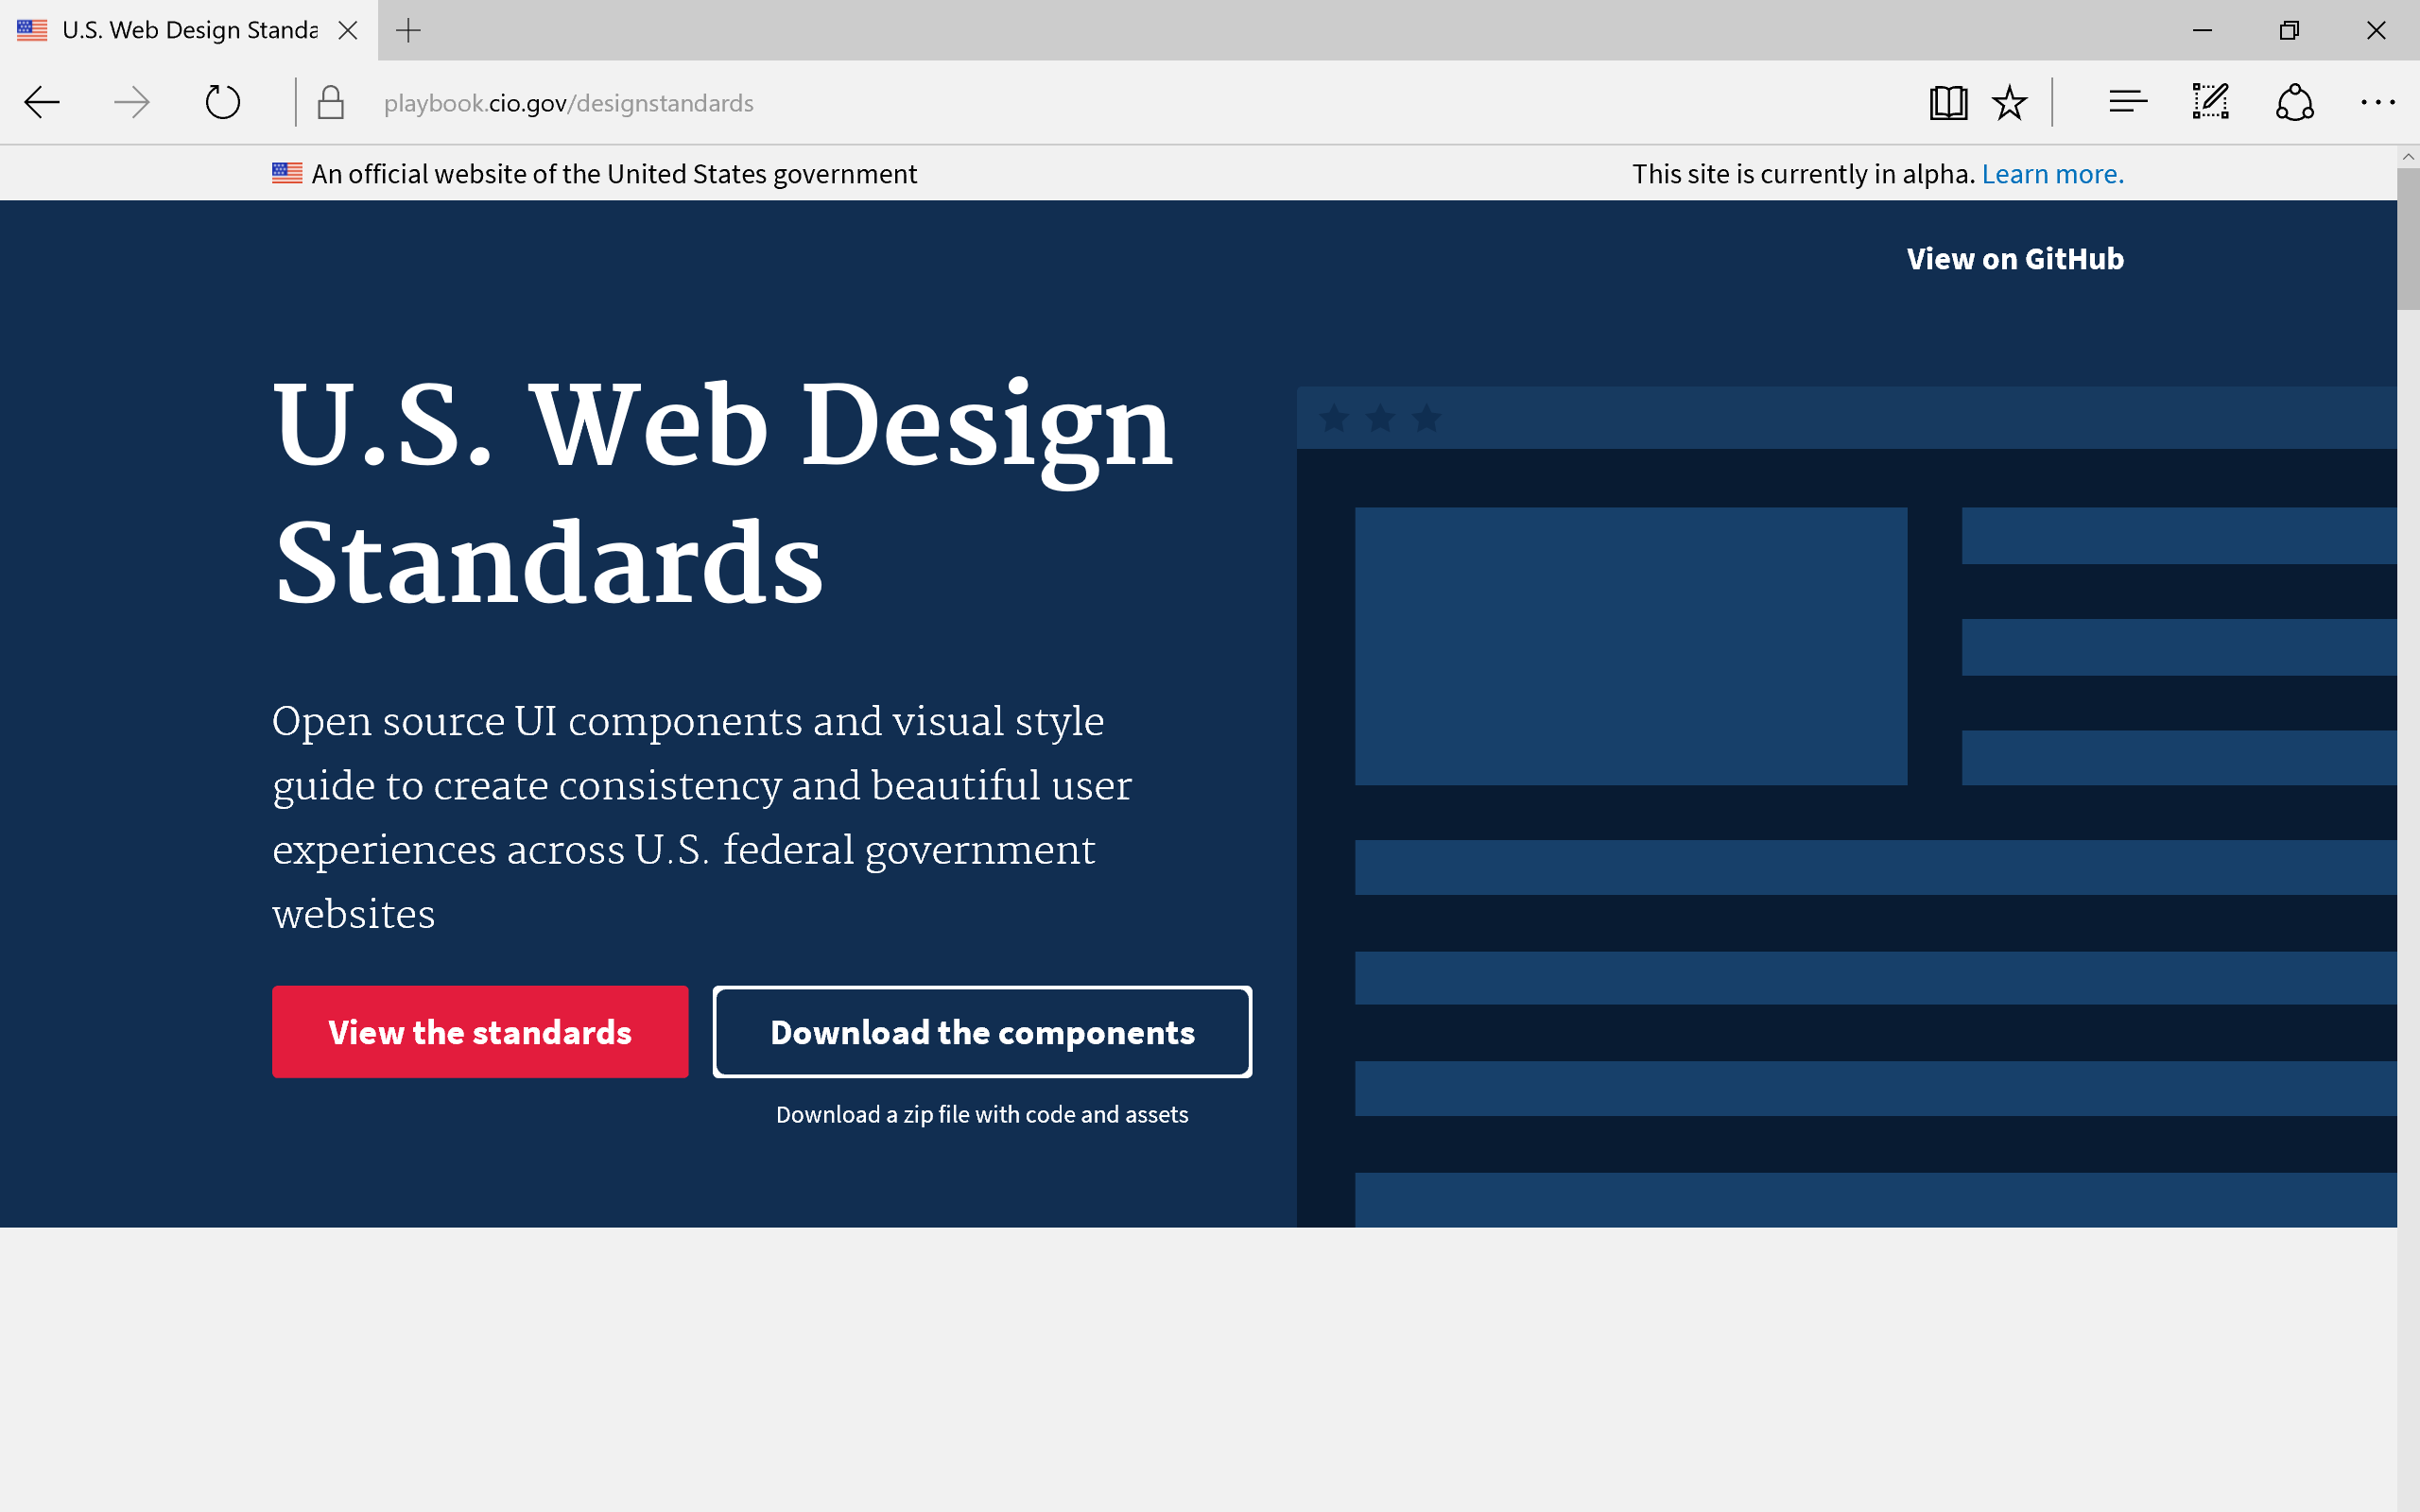 U.S. Web Design Standa
playbook.cio.gov/designstandards
An official website of the United States government
This site is currently in alpha. Learn more.
View on GitHub
U.S. Web Design
Standards
Open source UI components and visual style
guide to create consistency and beautiful user
experiences across U.S. federal government
websites
View the standards
Download the components
Download a zip file with code and assets